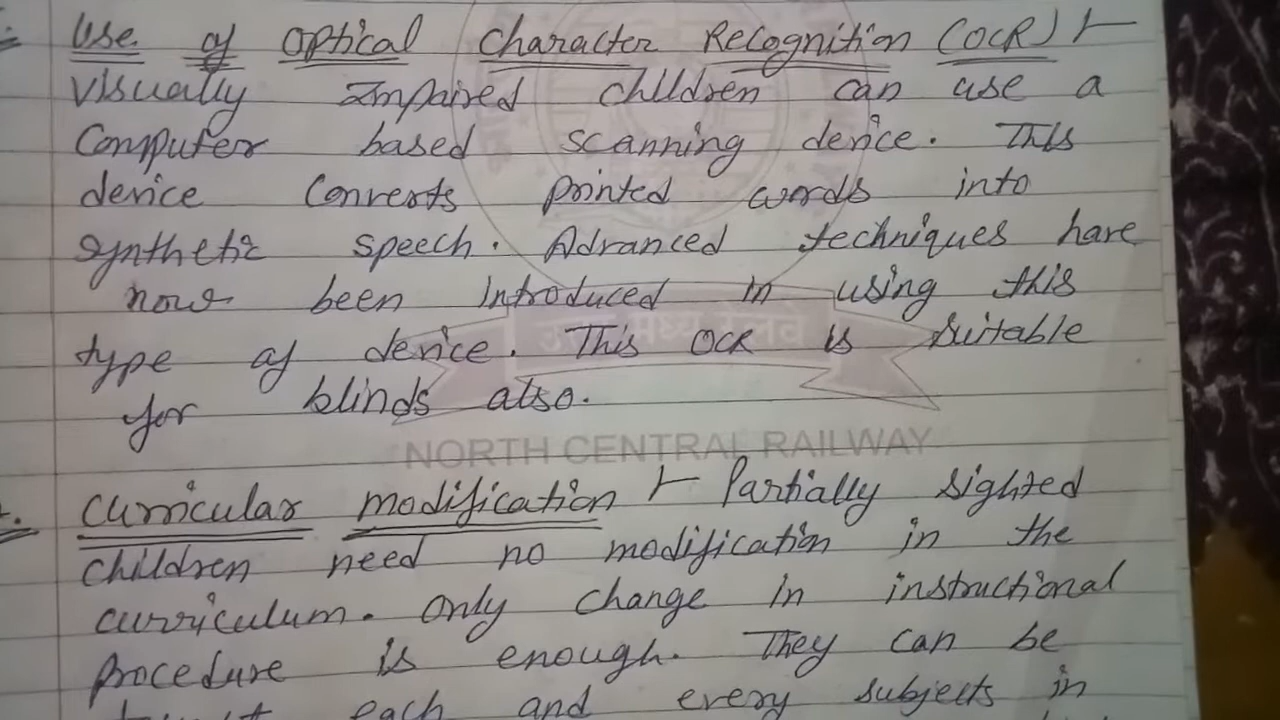 Use of Optical Character Recognition (OCR) :-
Visually Impaired children can use a
Computer based scanning device. This
device Converts printed words into
synthetic speech. Advanced techniques have
now been introduced in using this
type of device. This OCR is suitable
for blinds also.
NORTH CENTRAL RAILWAY
Curricular modification :- Partially sighted
children need no modification in the
curriculum. Only change in instructional
procedure is enough. They can be
each and every subjects in